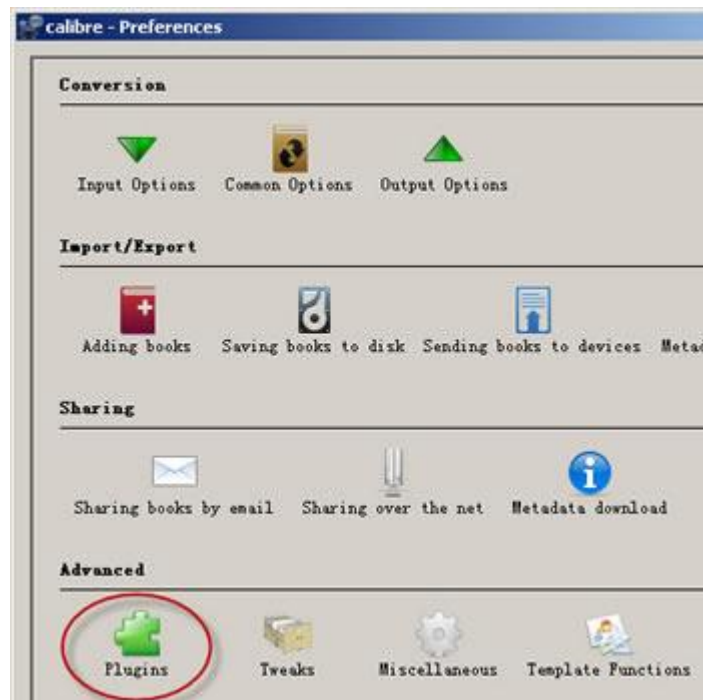 calibre - Preferences
Conversion
Input Options Common Options Output Options
Import/Export
Adding books Saving books to disk Sending books to devices
Sharing
Sharing books by email Sharing over the net Metadata download
Advanced
Plugins Tweaks Miscellaneous Template Functions